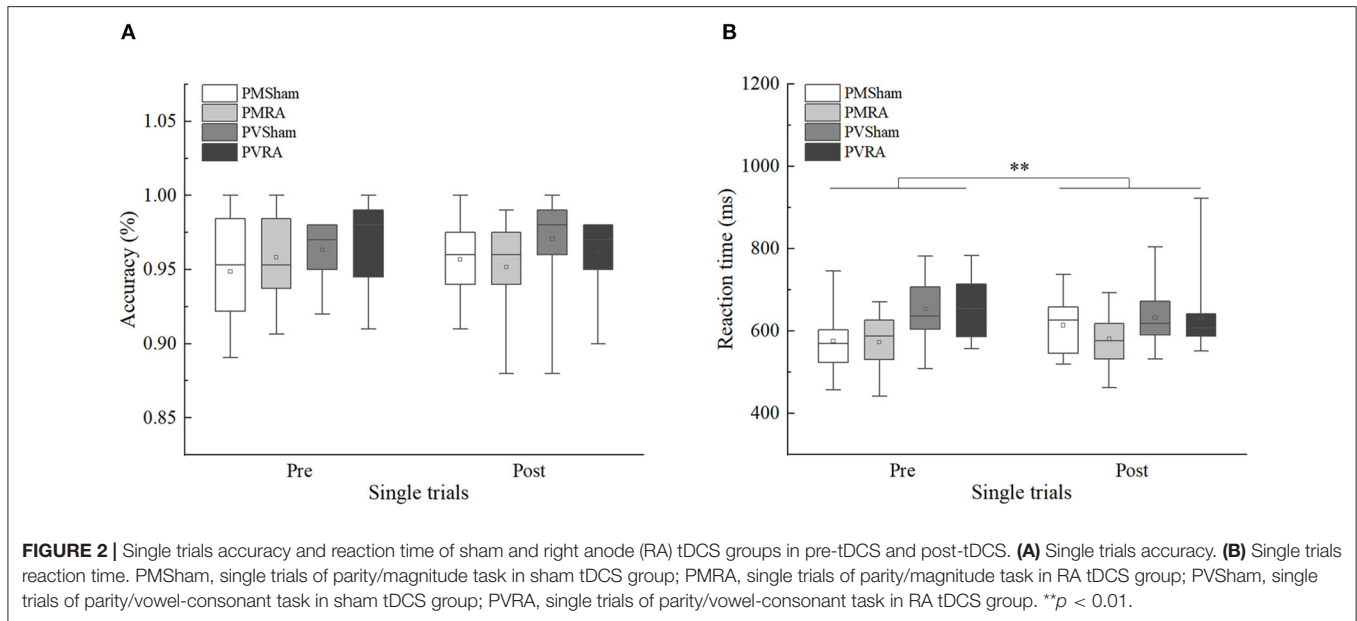 A
PMSham
PMRA
PVSham
PVRA
1.05
1.00
0.95
0.90
0.85
Accuracy (%)
Pre
Post
Single trials
B
PMSham
PMRA
PVSham
PVRA
1200
1000
800
600
400
Reaction time (ms)
**
Pre
Post
Single trials
FIGURE 2 | Single trials accuracy and reaction time of sham and right anode (RA) tDCS groups in pre-tDCS and post-tDCS. (A) Single trials accuracy. (B) Single trials
reaction time. PMSham, single trials of parity/magnitude task in sham tDCS group; PMRA, single trials of parity/magnitude task in RA tDCS group; PVSham, single
trials of parity/vowel-consonant task in sham tDCS group; PVRA, single trials of parity/vowel-consonant task in RA tDCS group. **p < 0.01.